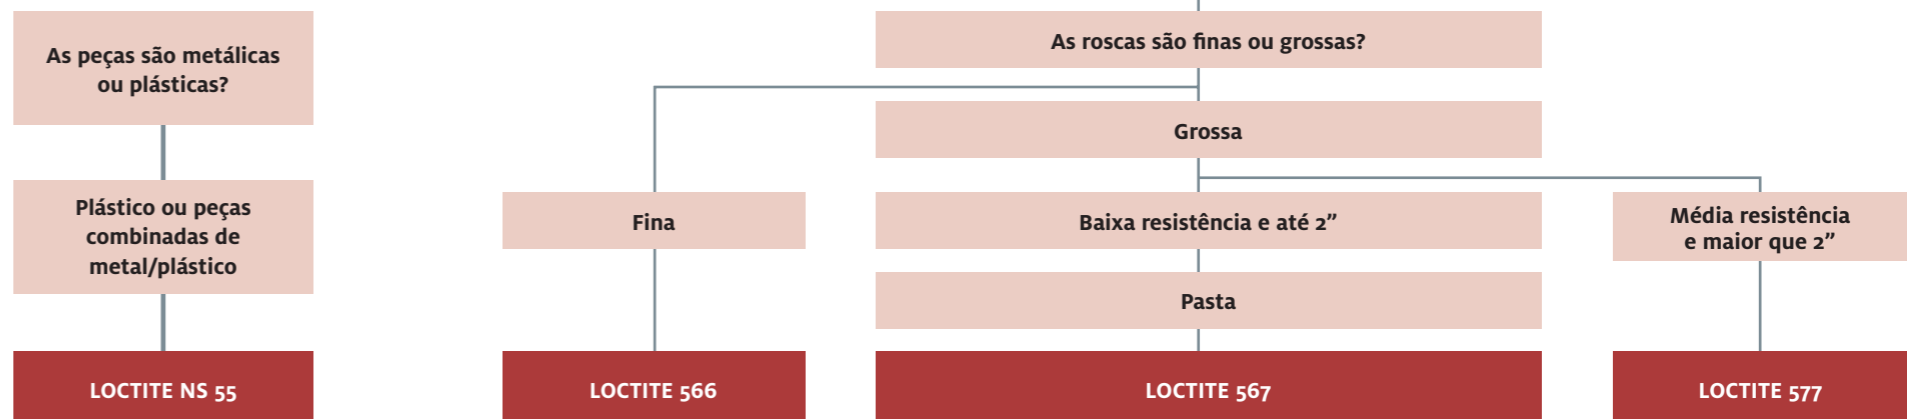 As peças são metálicas
ou plásticas?
As roscas são finas ou grossas?
Grossa
Plástico ou peças
combinadas de
metal/plástico
Fina
Baixa resistência e até 2”
Média resistência
e maior que 2”
Pasta
LOCTITE NS 55
LOCTITE 566
LOCTITE 567
LOCTITE 577